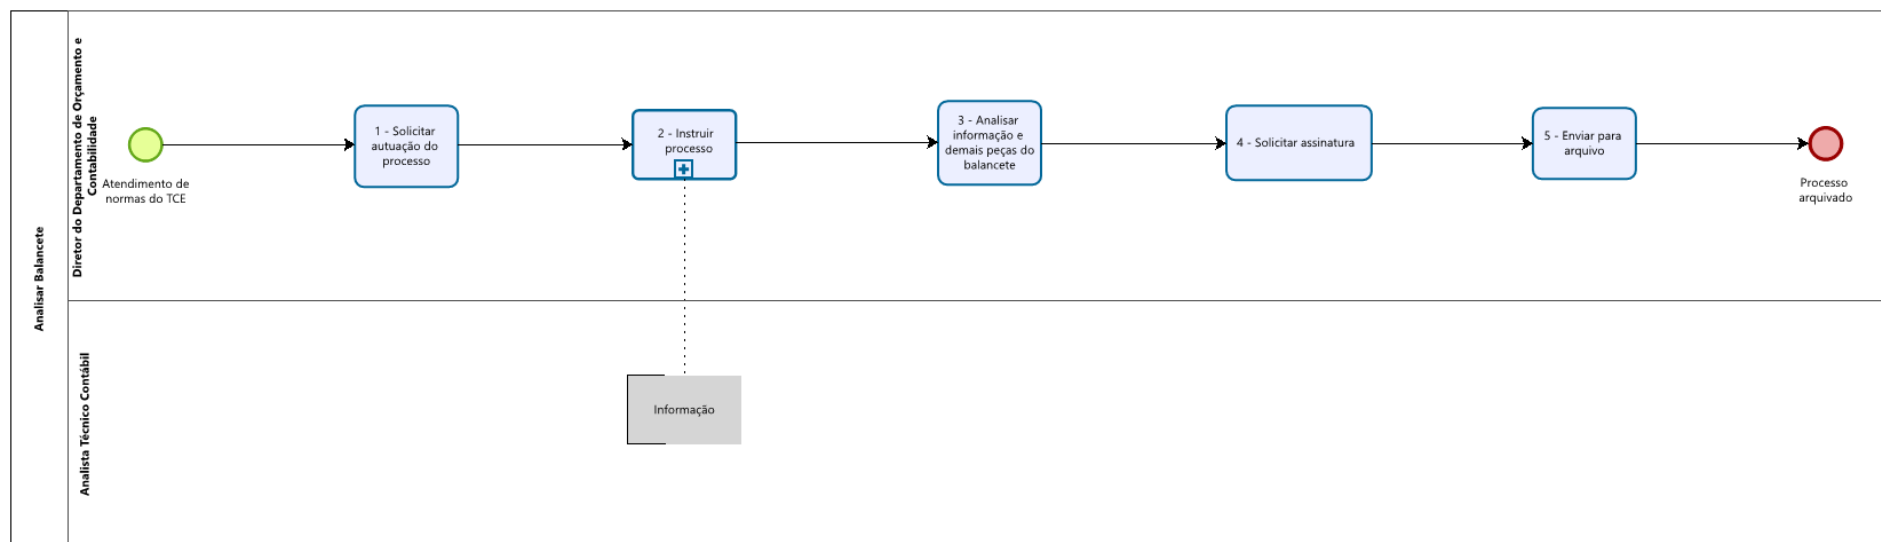 Analisar Balancete
Diretor do Departamento de Orçamento e
Contabilidade
Atendimento de
normas do TCE
1 - Solicitar
autuação do
processo
2 - Instruir
processo
3 - Analisar
informação e
demais peças do
balancete
4 - Solicitar assinatura
5 - Enviar para
arquivo
Processo
arquivado
Analista Técnico Contábil
Informação